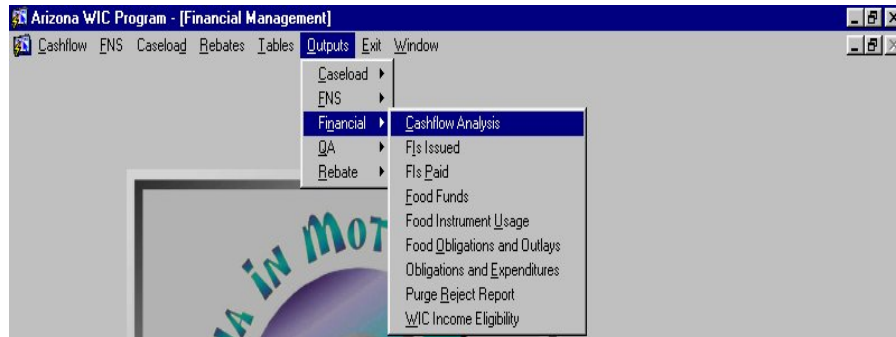 Arizona WIC Program - [Financial Management]
Cashflow FNS Caseload Rebates Tables Outputs Exit Window
Caseload
FNS
Financial
QA
Rebate
Cashflow Analysis
FIs Issued
FIs Paid
Food Funds
Food Instrument Usage
Food Obligations and Outlays
Obligations and Expenditures
Purge Reject Report
WIC Income Eligibility
IN MOT